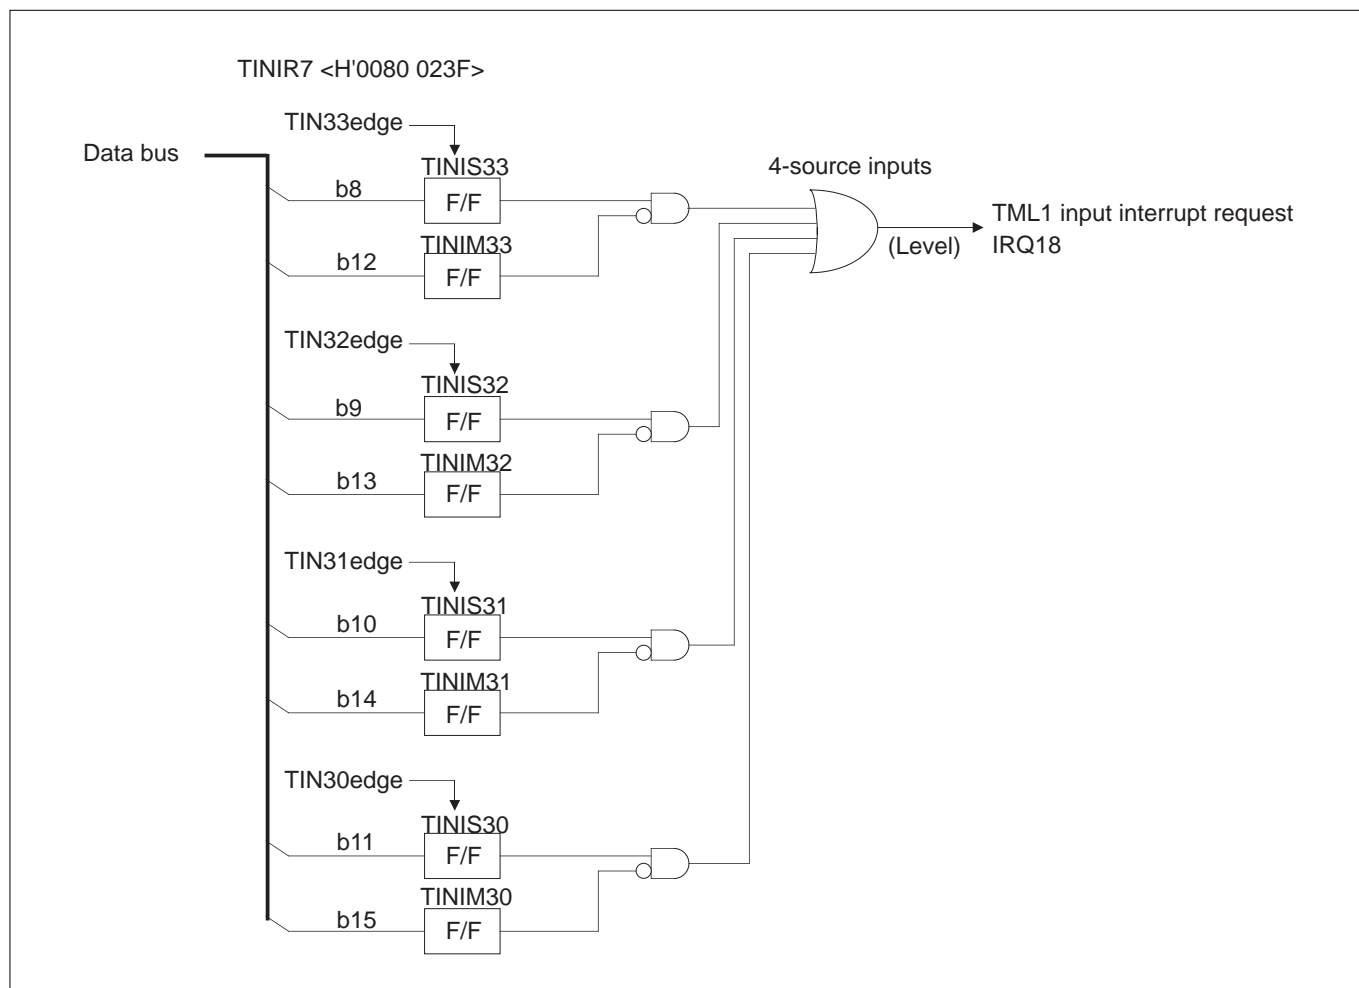 TINIR7 <H'0080 023F>
TIN33edge
Data bus
TINIS33
4-source inputs
b8
F/F
TML1 input interrupt request
(Level)
IRQ18
TINIM33
b12
F/F
TIN32edge
TINIS32
b9
F/F
TINIM32
b13
F/F
TIN31edge
TINIS31
b10
F/F
TINIM31
b14
F/F
TIN30edge
TINIS30
b11
F/F
TINIM30
b15
F/F